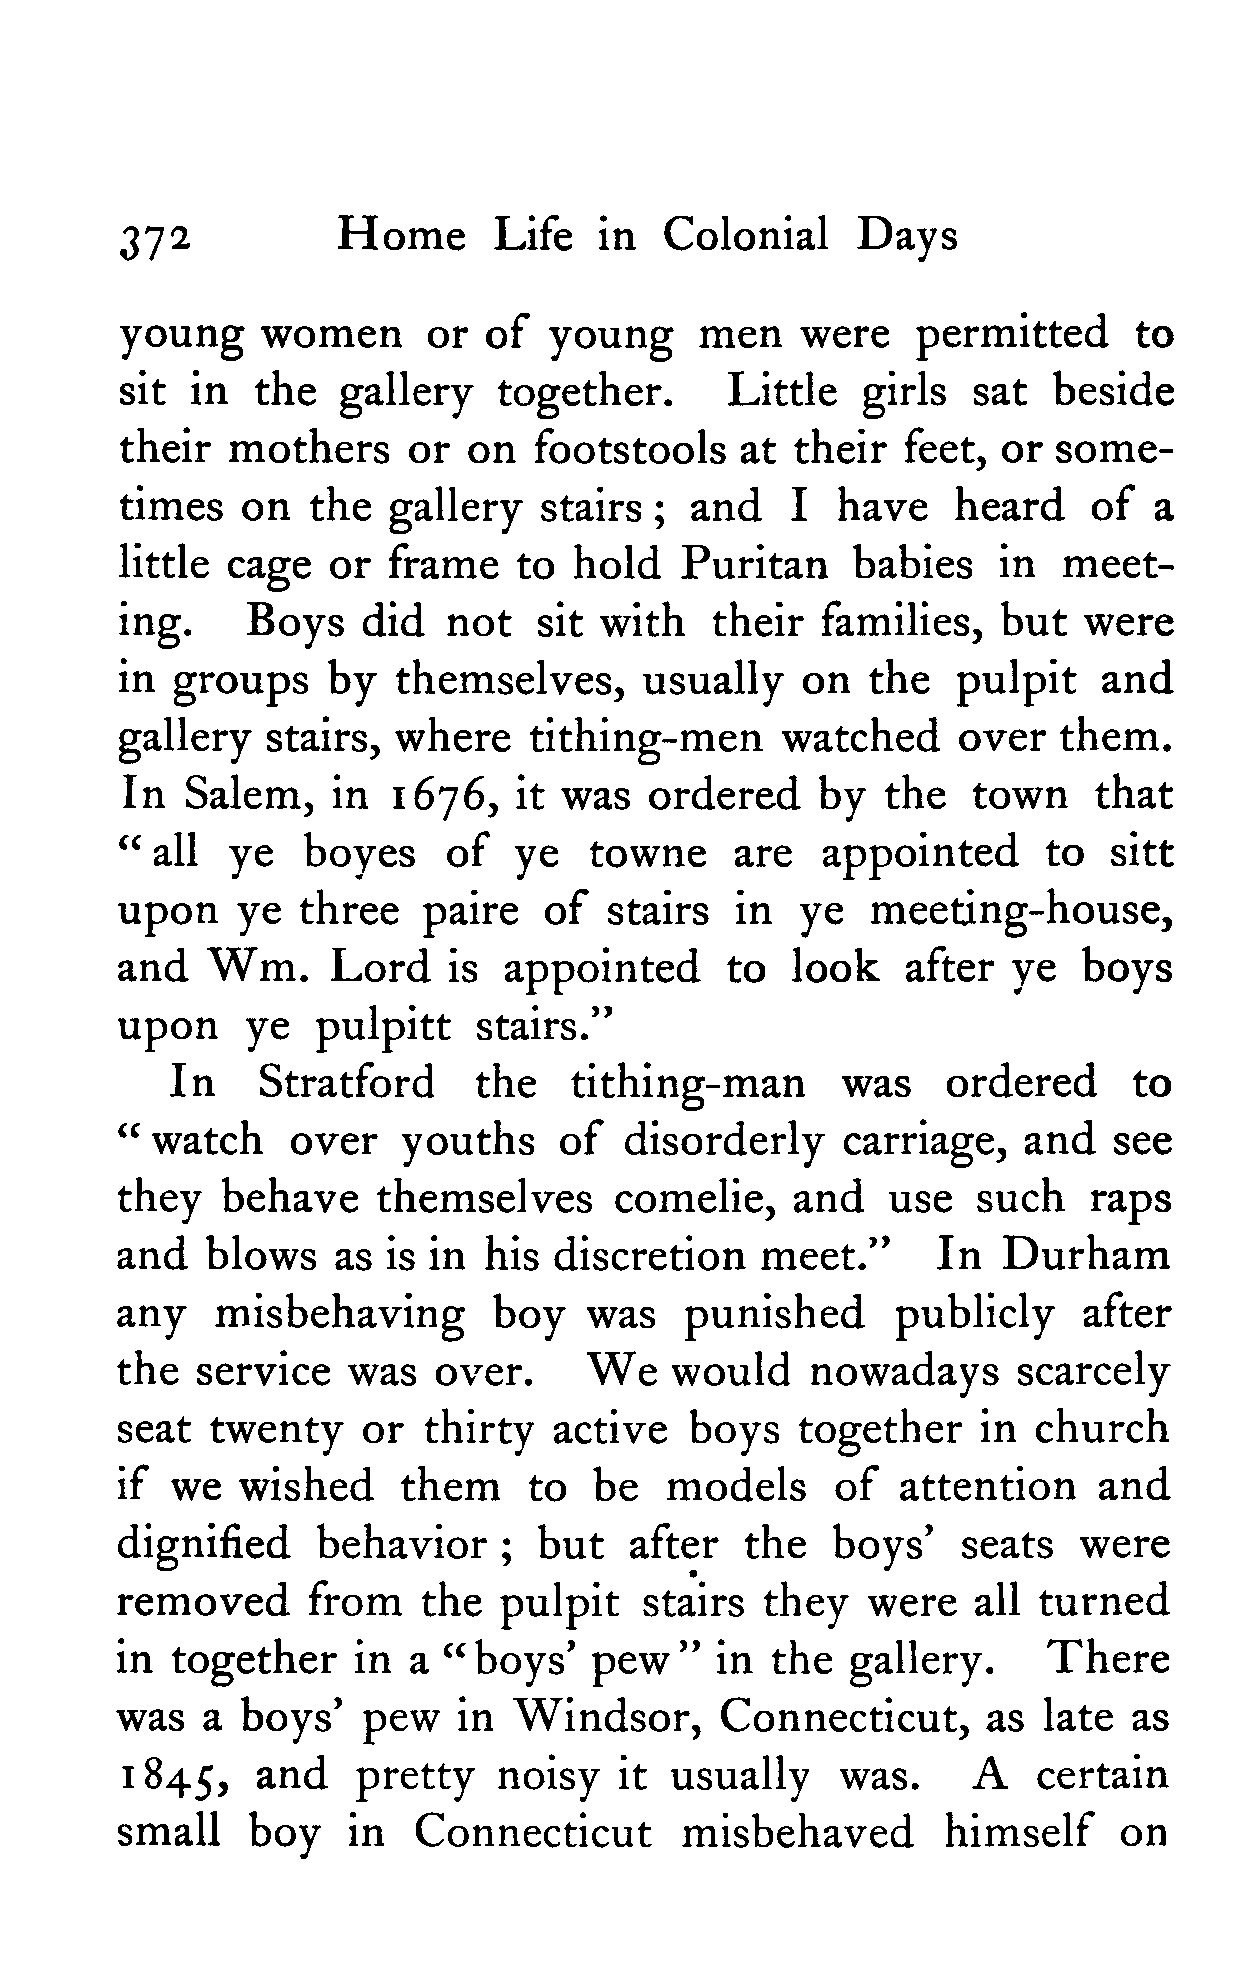 372 Home Life in Colonial Days
young women or of young men were permitted to
sit in the gallery together. Little girls sat beside
their mothers or on footstools at their feet, or some-
times on the gallery stairs ; and I have heard of a
little cage or frame to hold Puritan babies in meet-
ing. Boys did not sit with their families, but were
in groups by themselves, usually on the pulpit and
gallery stairs, where tithing-men watched over them.
In Salem, in 1676, it was ordered by the town that
“ all ye boyes of ye towne are appointed to sitt
upon ye three paire of stairs in ye meeting-house,
and Wm. Lord is appointed to look after ye boys
upon ye pulpitt stairs.”
In Stratford the tithing-man was ordered to
“ watch over youths of disorderly carriage, and see
they behave themselves comelie, and use such raps
and blows as is in his discretion meet.” In Durham
any misbehaving boy was punished publicly after
the service was over. We would nowadays scarcely
seat twenty or thirty active boys together in church
if we wished them to be models of attention and
dignified behavior ; but after the boys’ seats were
removed from the pulpit stairs they were all turned
in together in a “ boys’ pew ” in the gallery. There
was a boys’ pew in Windsor, Connecticut, as late as
1845, and pretty noisy it usually was. A certain
small boy in Connecticut misbehaved himself on